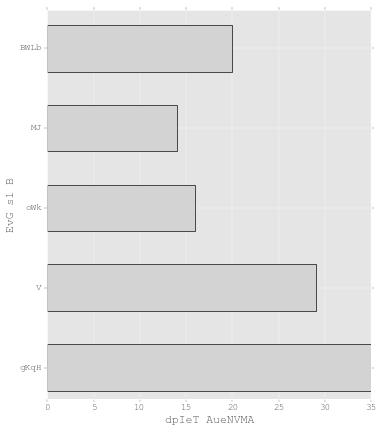 BWLb
MJ
oWk
V
gKqH
0 5 10 15 20 25 30 35
dpIeT AueNVMA
EvG sl B